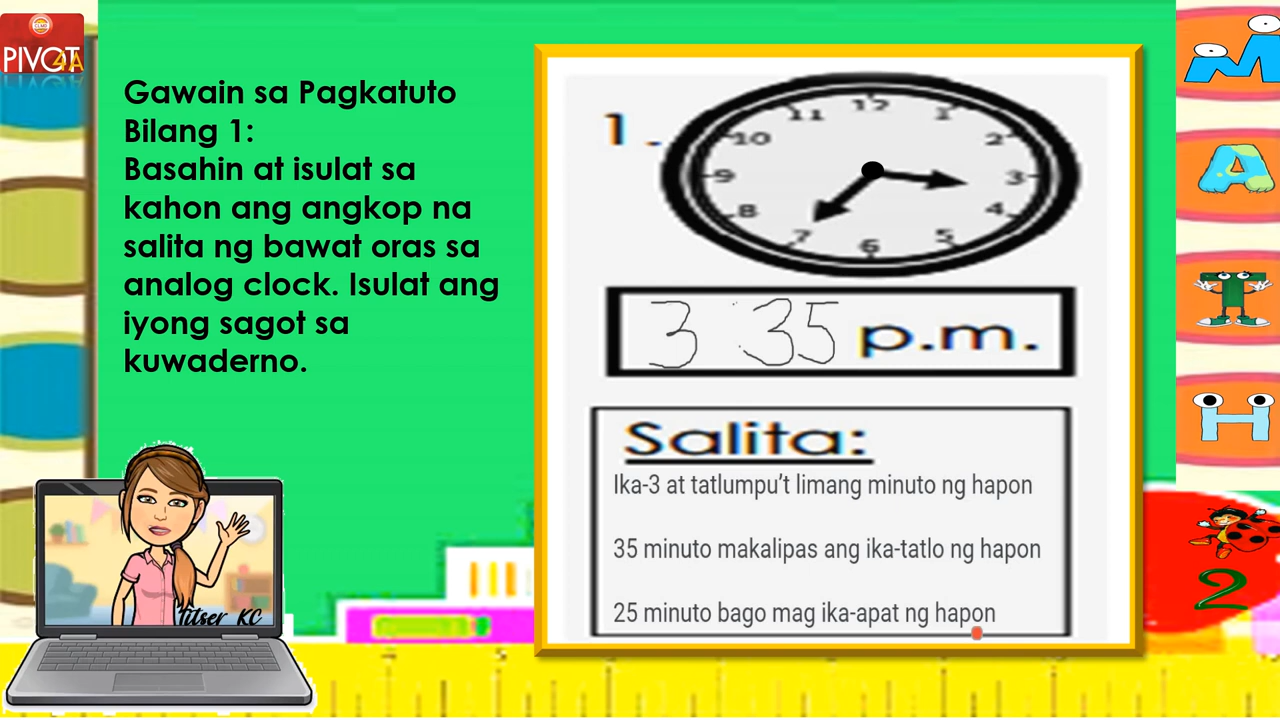 PIVOT 4A
Gawain sa Pagkatuto
Bilang 1:
Basahin at isulat sa
kahon ang angkop na
salita ng bawat oras sa
analog clock. Isulat ang
iyong sagot sa
kuwaderno.
1.
12
11 1
10 2
9 3
8 4
7 5
6
3 : 35 p.m.
Salita:
Ika-3 at tatlumpu't limang minuto ng hapon
35 minuto makalipas ang ika-tatlo ng hapon
25 minuto bago mag ika-apat ng hapon
Titser KC
M
A
T
H
2